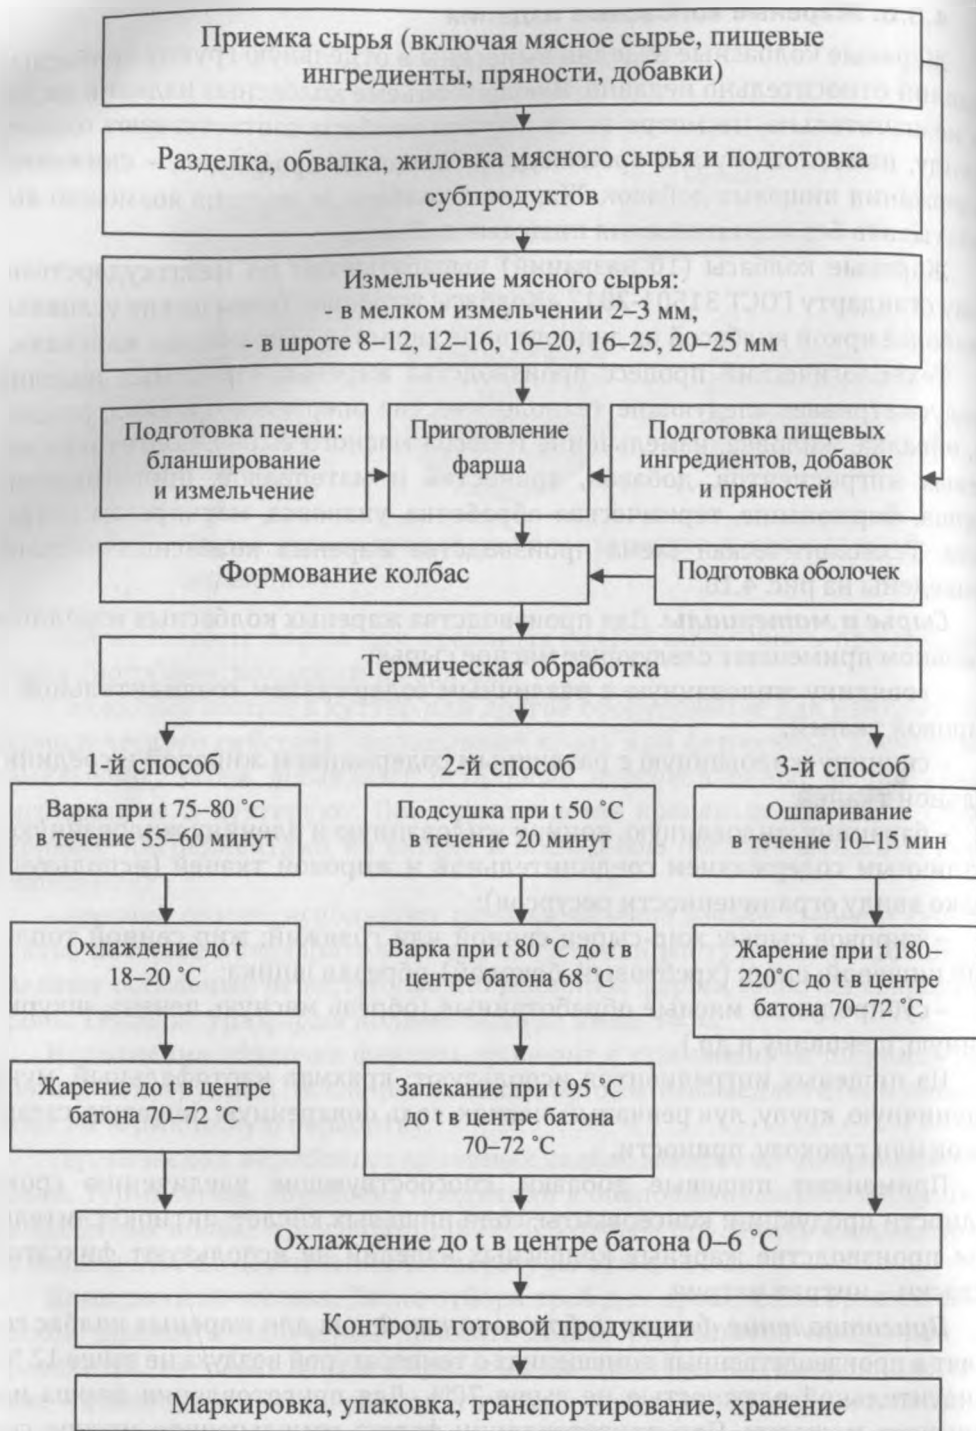 Приемка сырья (включая мясное сырье, пищевые
ингредиенты, пряности, добавки)
Разделка, обвалка, жиловка мясного сырья и подготовка
субпродуктов
Измельчение мясного сырья:
- в мелком измельчении 2–3 мм,
- в шроте 8–12, 12–16, 16–20, 16–25, 20–25 мм
Подготовка печени:
бланширование
и измельчение
Приготовление
фарша
Подготовка пищевых
ингредиентов, добавок
и пряностей
Формование колбас
Подготовка оболочек
Термическая обработка
1-й способ
2-й способ
3-й способ
Варка при t 75–80 ˚С
в течение 55–60 минут
Подсушка при t 50 ˚С
в течение 20 минут
Ошпаривание
в течение 10–15 мин
Охлаждение до t
18–20 ˚С
Варка при t 80 ˚С до t в
центре батона 68 ˚С
Жарение при t 180–
220˚С до t в центре
батона 70–72 ˚С
Жарение до t в центре
батона 70–72 ˚С
Запекание при t 95 ˚С
до t в центре батона
70–72 ˚С
Охлаждение до t в центре батона 0–6 ˚С
Контроль готовой продукции
Маркировка, упаковка, транспортирование, хранение